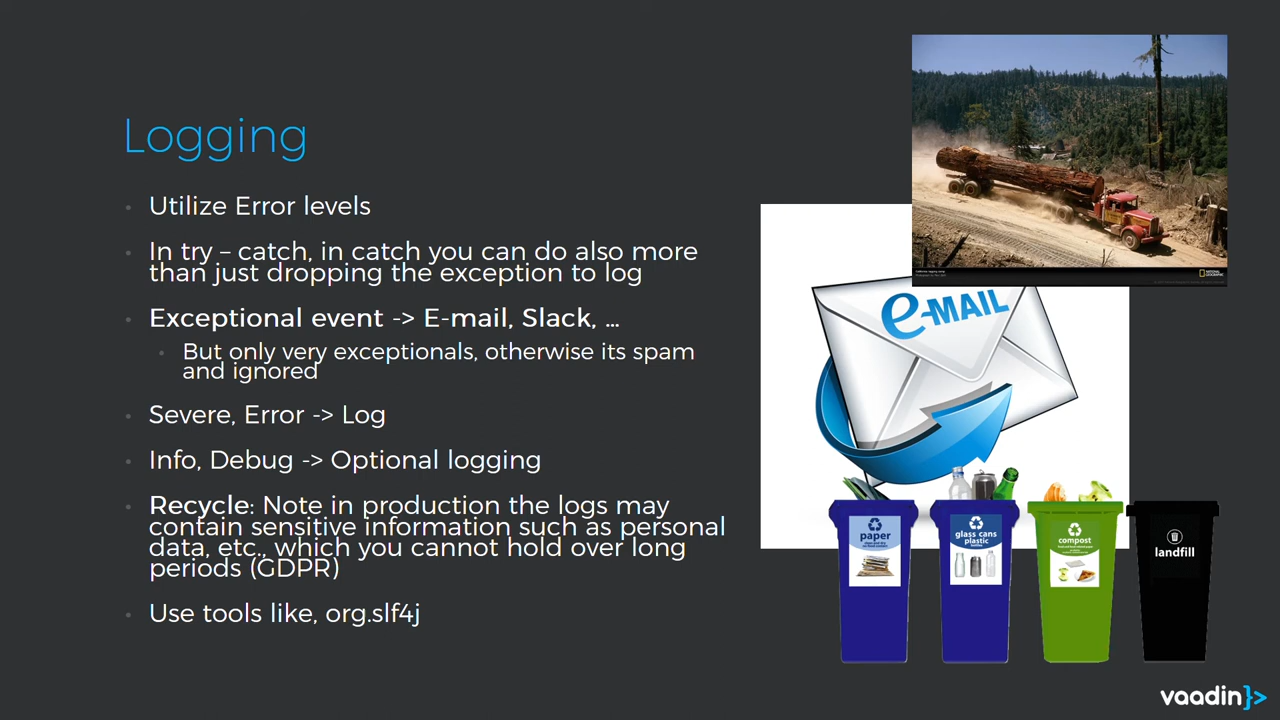 Logging
Utilize Error levels
In try – catch, in catch you can do also more
than just dropping the exception to log
Exceptional event -> E-mail, Slack, …
But only very exceptionals, otherwise its spam
and ignored
Severe, Error -> Log
Info, Debug -> Optional logging
Recycle: Note in production the logs may
contain sensitive information such as personal
data, etc., which you cannot hold over long
periods (GDPR)
Use tools like, org.slf4j
NATIONAL
GEOGRAPHIC
e-MAIL
paper
glass cans
plastic
bottles
compost
landfill
vaadin}>